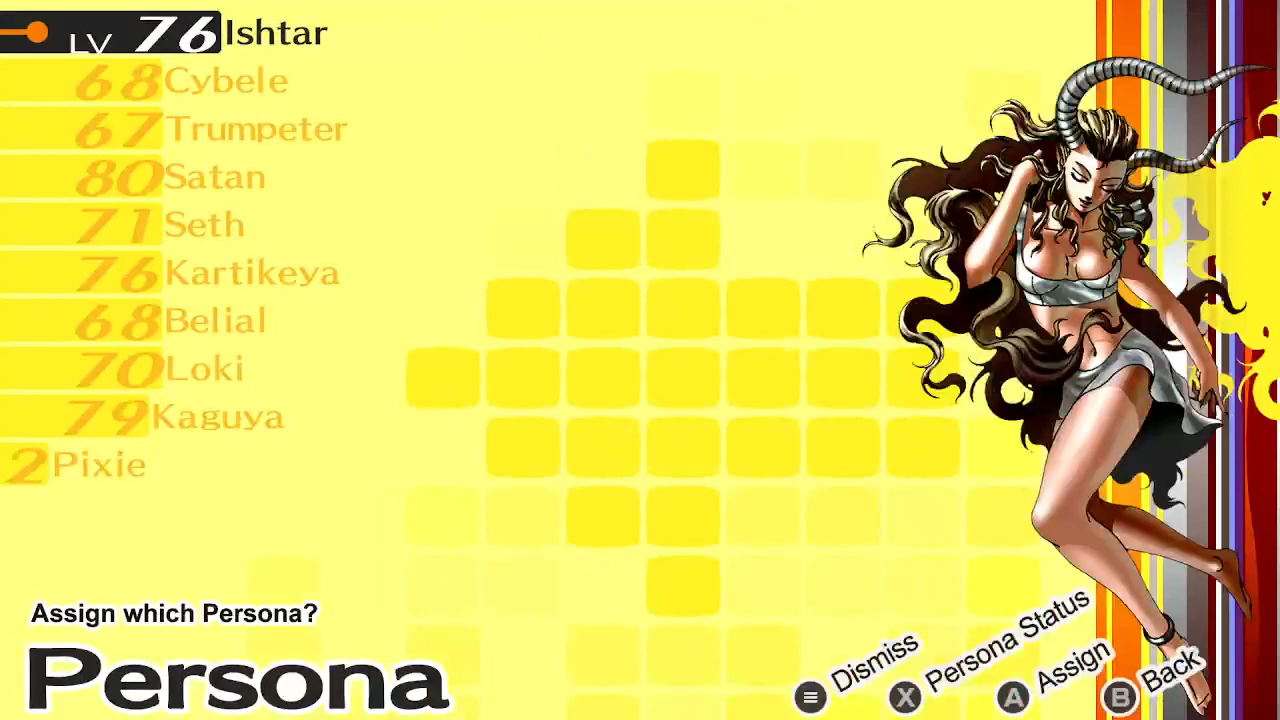 LV 76 Ishtar
68 Cybele
67 Trumpeter
80 Satan
71 Seth
76 Kartikeya
68 Belial
70 Loki
79 Kaguya
2 Pixie
Assign which Persona?
Persona
Dismiss
X Persona Status
A Assign
B Back